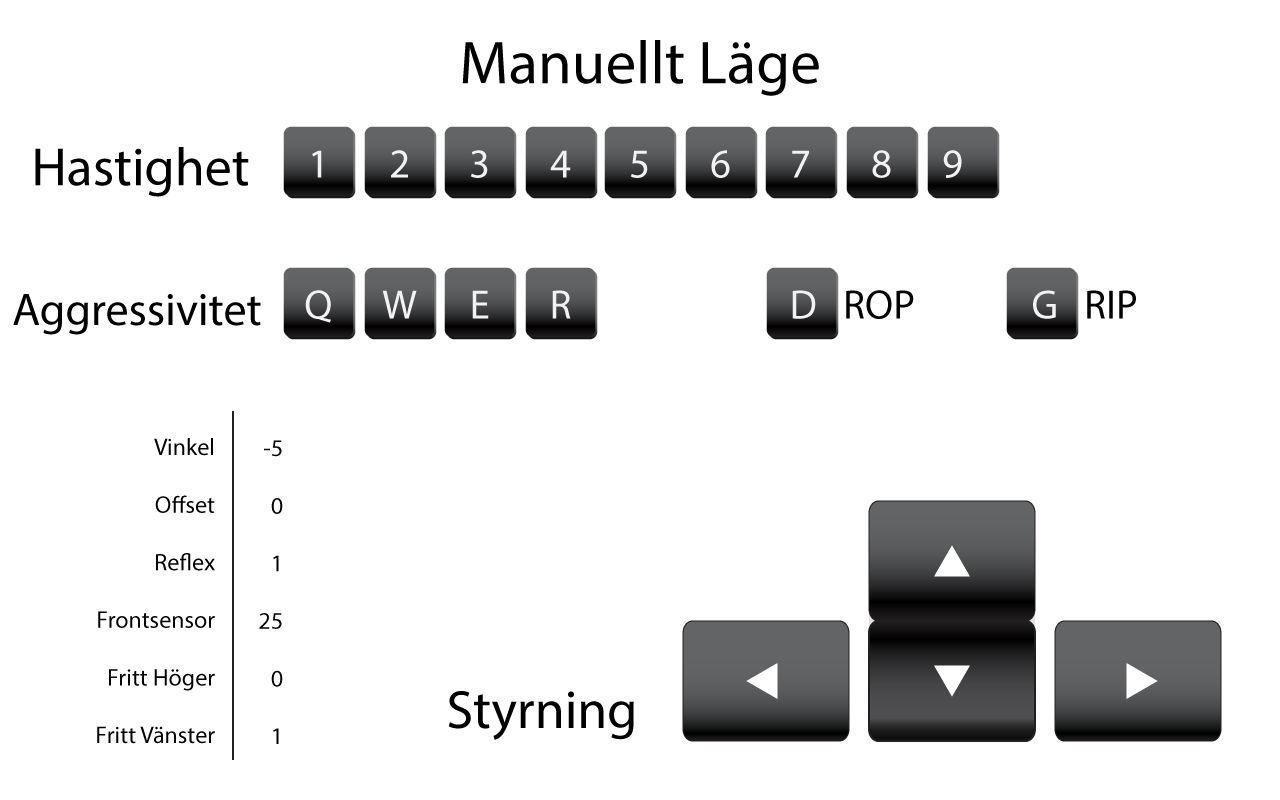 Manuellt Läge
Hastighet 1 2 3 4 5 6 7 8 9
Aggressivitet Q W E R D ROP G RIP
Vinkel -5
Offset 0
Reflex 1
Frontsensor 25
Fritt Höger 0
Fritt Vänster 1
Styrning